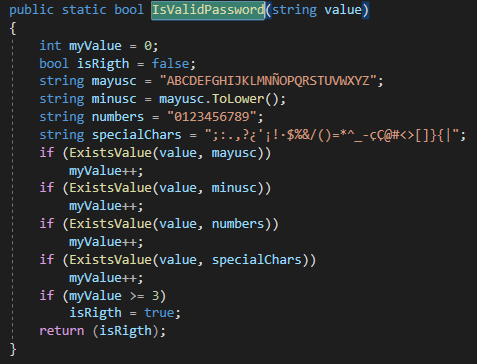 public static bool IsValidPassword(string value)
{
int myValue = 0;
bool isRigth = false;
string mayusc = "ABCDEFGHIJKLMNÑOPQRSTUVWXYZ";
string minusc = mayusc.ToLower();
string numbers = "0123456789";
string specialChars = ";:.,?¿'¡!·$%&/()=*^_-çÇ@#<>[]}{|";
if (ExistsValue(value, mayusc))
myValue++;
if (ExistsValue(value, minusc))
myValue++;
if (ExistsValue(value, numbers))
myValue++;
if (ExistsValue(value, specialChars))
myValue++;
if (myValue >= 3)
isRigth = true;
return (isRigth);
}